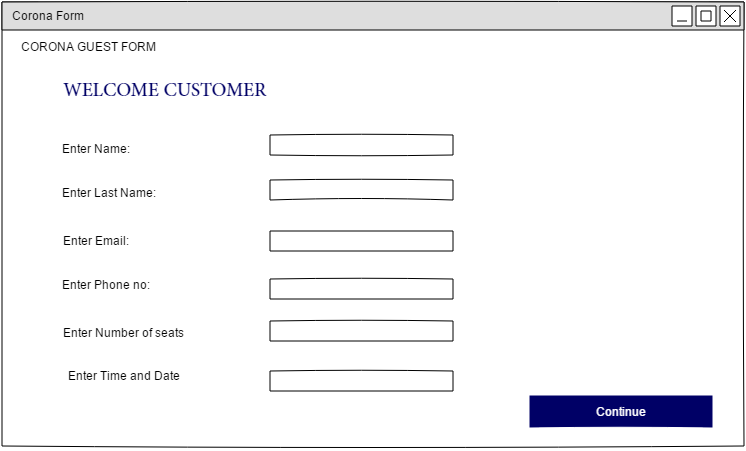 Corona Form
CORONA GUEST FORM
WELCOME CUSTOMER
Enter Name:
Enter Last Name:
Enter Email:
Enter Phone no:
Enter Number of seats
Enter Time and Date
Continue